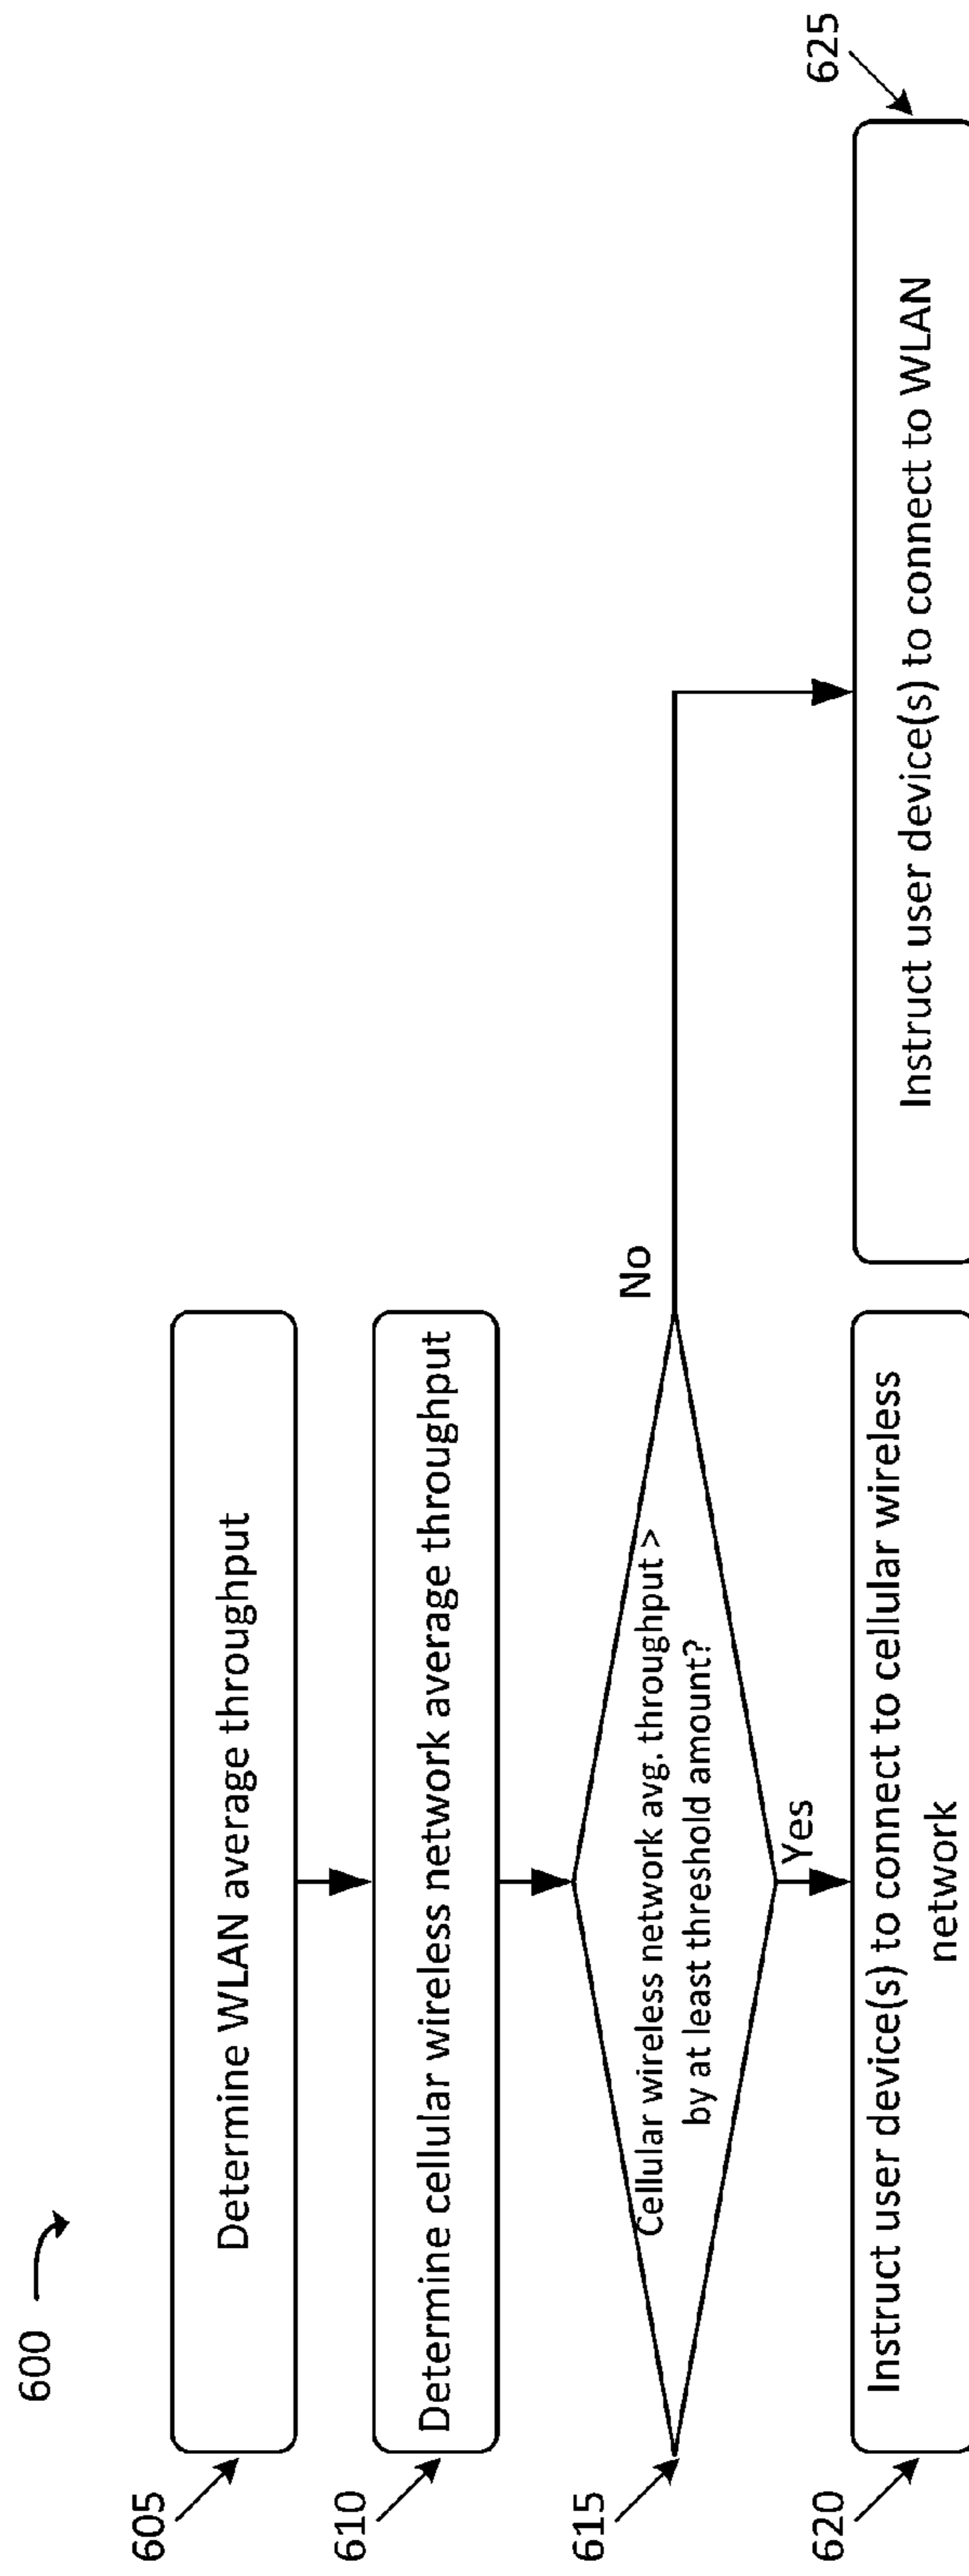 600
605
Determine WLAN average throughput
610
Determine cellular wireless network average throughput
615
Cellular wireless network avg. throughput >
by at least threshold amount?
No
Yes
620
Instruct user device(s) to connect to cellular wireless
network
625
Instruct user device(s) to connect to WLAN